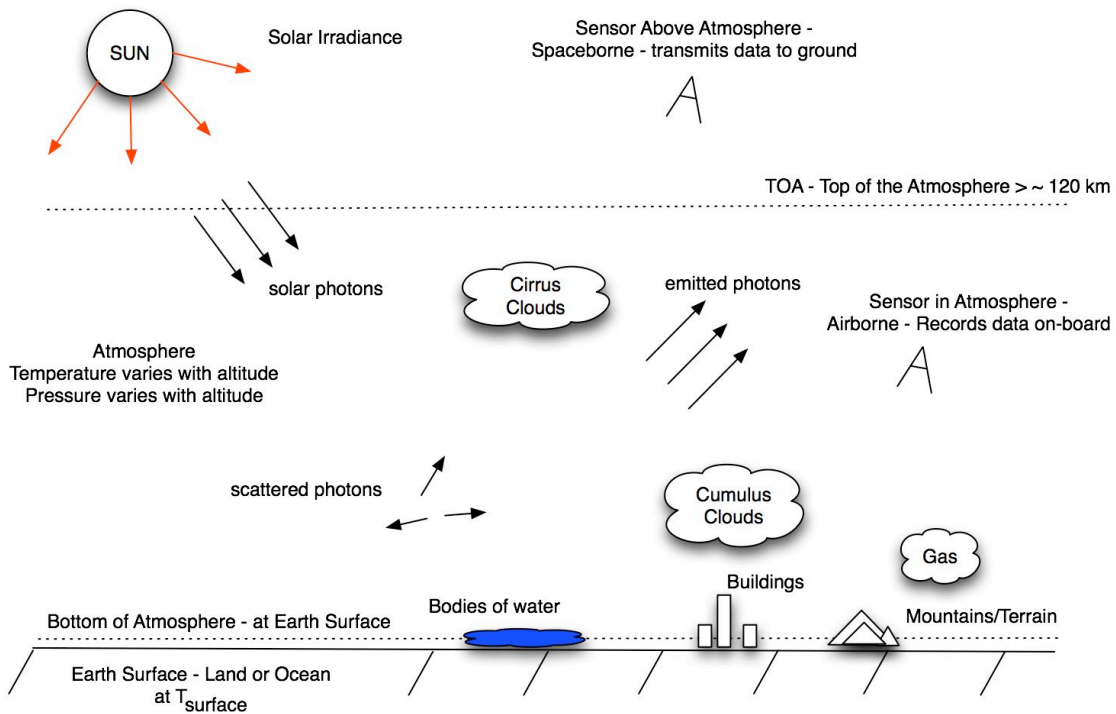 SUN
Solar Irradiance
Sensor Above Atmosphere -
Spaceborne - transmits data to ground
TOA - Top of the Atmosphere > ~ 120 km
solar photons
Cirrus
Clouds
emitted photons
Sensor in Atmosphere -
Airborne - Records data on-board
Atmosphere
Temperature varies with altitude
Pressure varies with altitude
scattered photons
Cumulus
Clouds
Gas
Buildings
Bottom of Atmosphere - at Earth Surface
Bodies of water
Mountains/Terrain
Earth Surface - Land or Ocean
at Tsurface